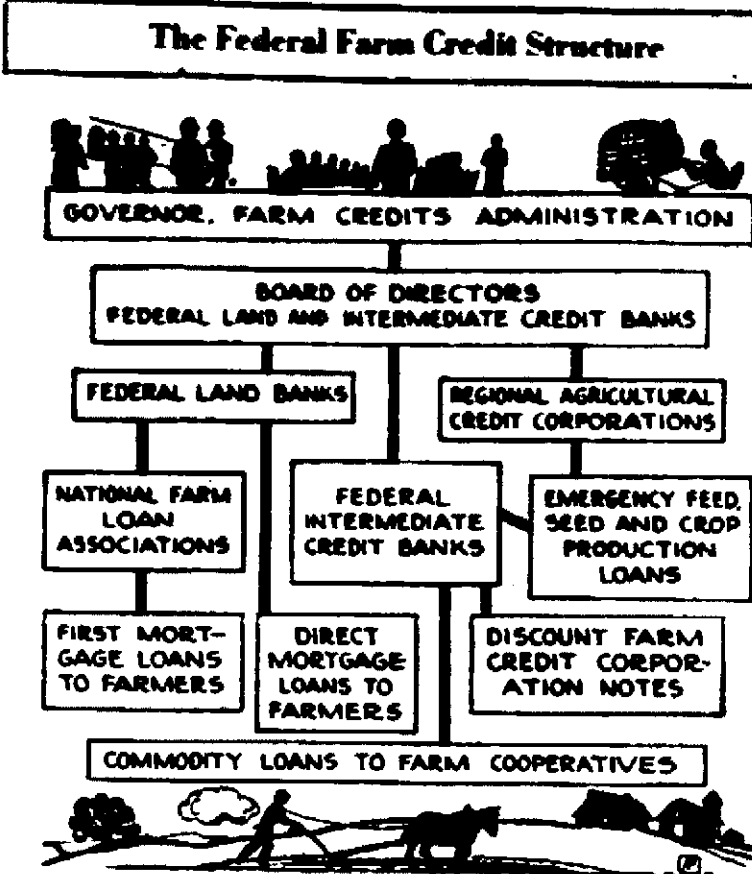 The Federal Farm Credit Structure
GOVERNOR, FARM CREDITS ADMINISTRATION
BOARD OF DIRECTORS
FEDERAL LAND AND INTERMEDIATE CREDIT BANKS
FEDERAL LAND BANKS
REGIONAL AGRICULTURAL
CREDIT CORPORATIONS
NATIONAL FARM
LOAN
ASSOCIATIONS
FEDERAL
INTERMEDIATE
CREDIT BANKS
EMERGENCY FEED,
SEED AND CROP
PRODUCTION
LOANS
FIRST MORT-
GAGE LOANS
TO FARMERS
DIRECT
MORTGAGE
LOANS TO
FARMERS
DISCOUNT FARM
CREDIT CORPOR-
ATION NOTES
COMMODITY LOANS TO FARM COOPERATIVES